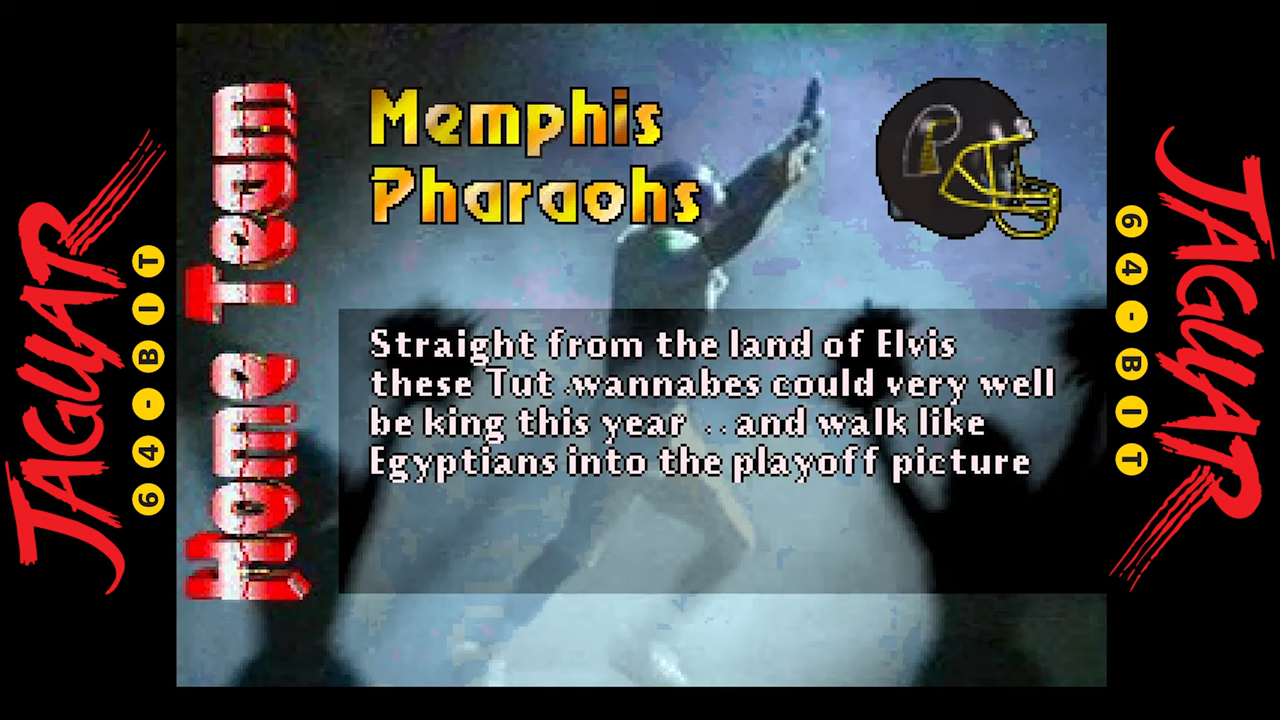 JAGUAR
64-BIT
Home Team
Memphis
Pharaohs
Straight from the land of Elvis
these Tut wannabes could very well
be king this year ..and walk like
Egyptians into the playoff picture
JAGUAR
64-BIT